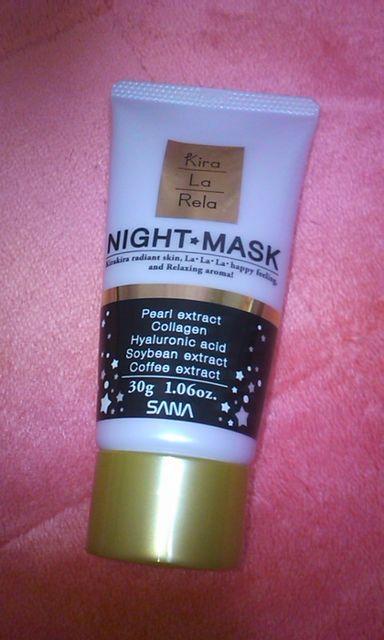 Kira
La
Rela
NIGHT★MASK
Kirakira radiant skin, La・La・La・happy feeling,
and Relaxing aroma!
Pearl extract
Collagen
Hyaluronic acid
Soybean extract
Coffee extract
30g 1.06oz.
SANA